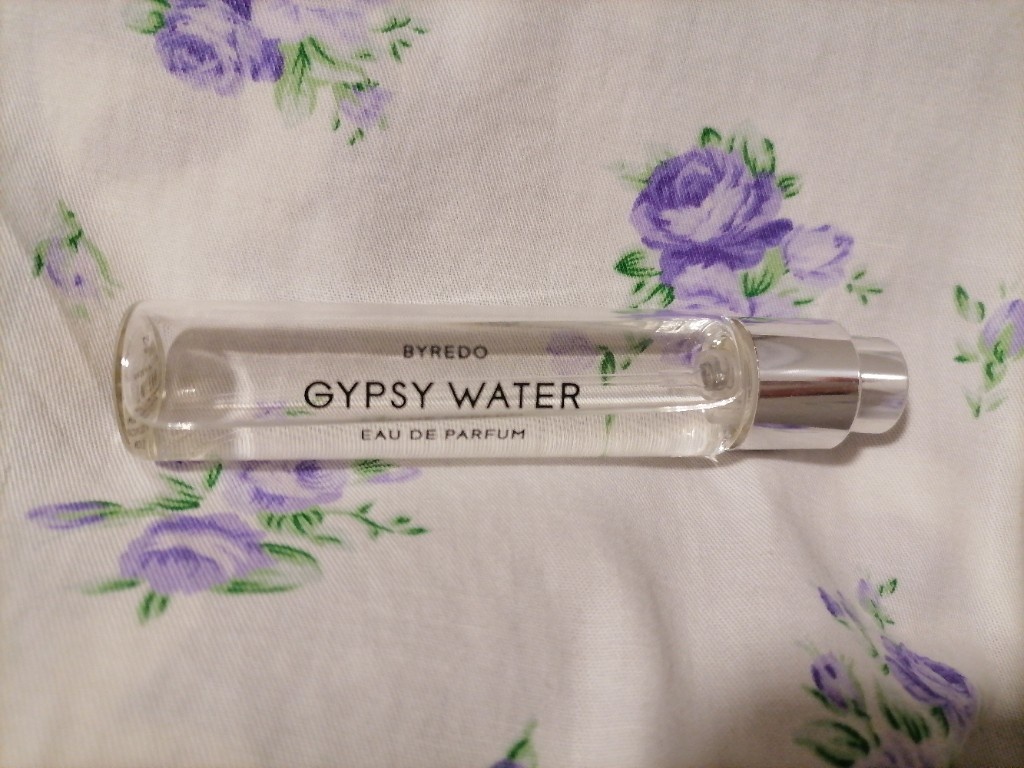 BYREDO
GYPSY WATER
EAU DE PARFUM